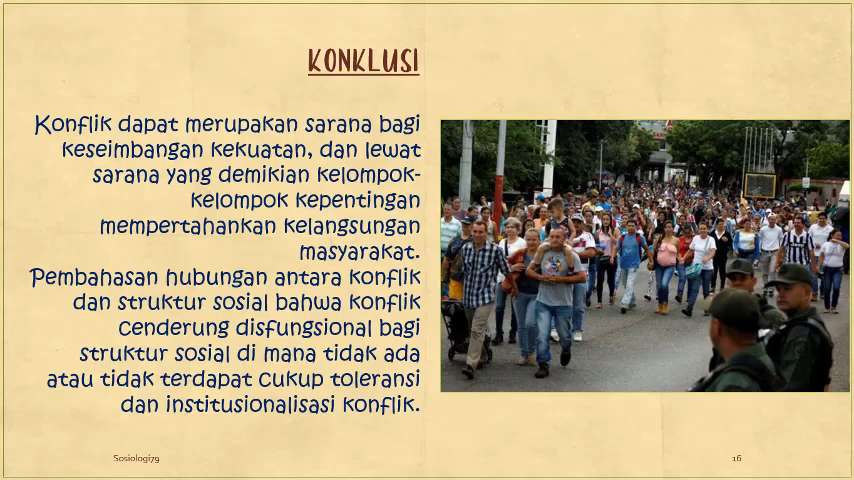 KONKLUSI
Konflik dapat merupakan sarana bagi
keseimbangan kekuatan, dan lewat
sarana yang demikian kelompok-
kelompok kepentingan
mempertahankan kelangsungan
masyarakat.
Pembahasan hubungan antara konflik
dan struktur sosial bahwa konflik
cenderung disfungsional bagi
struktur sosial di mana tidak ada
atau tidak terdapat cukup toleransi
dan institusionalisasi konflik.
Sosiologi79
16